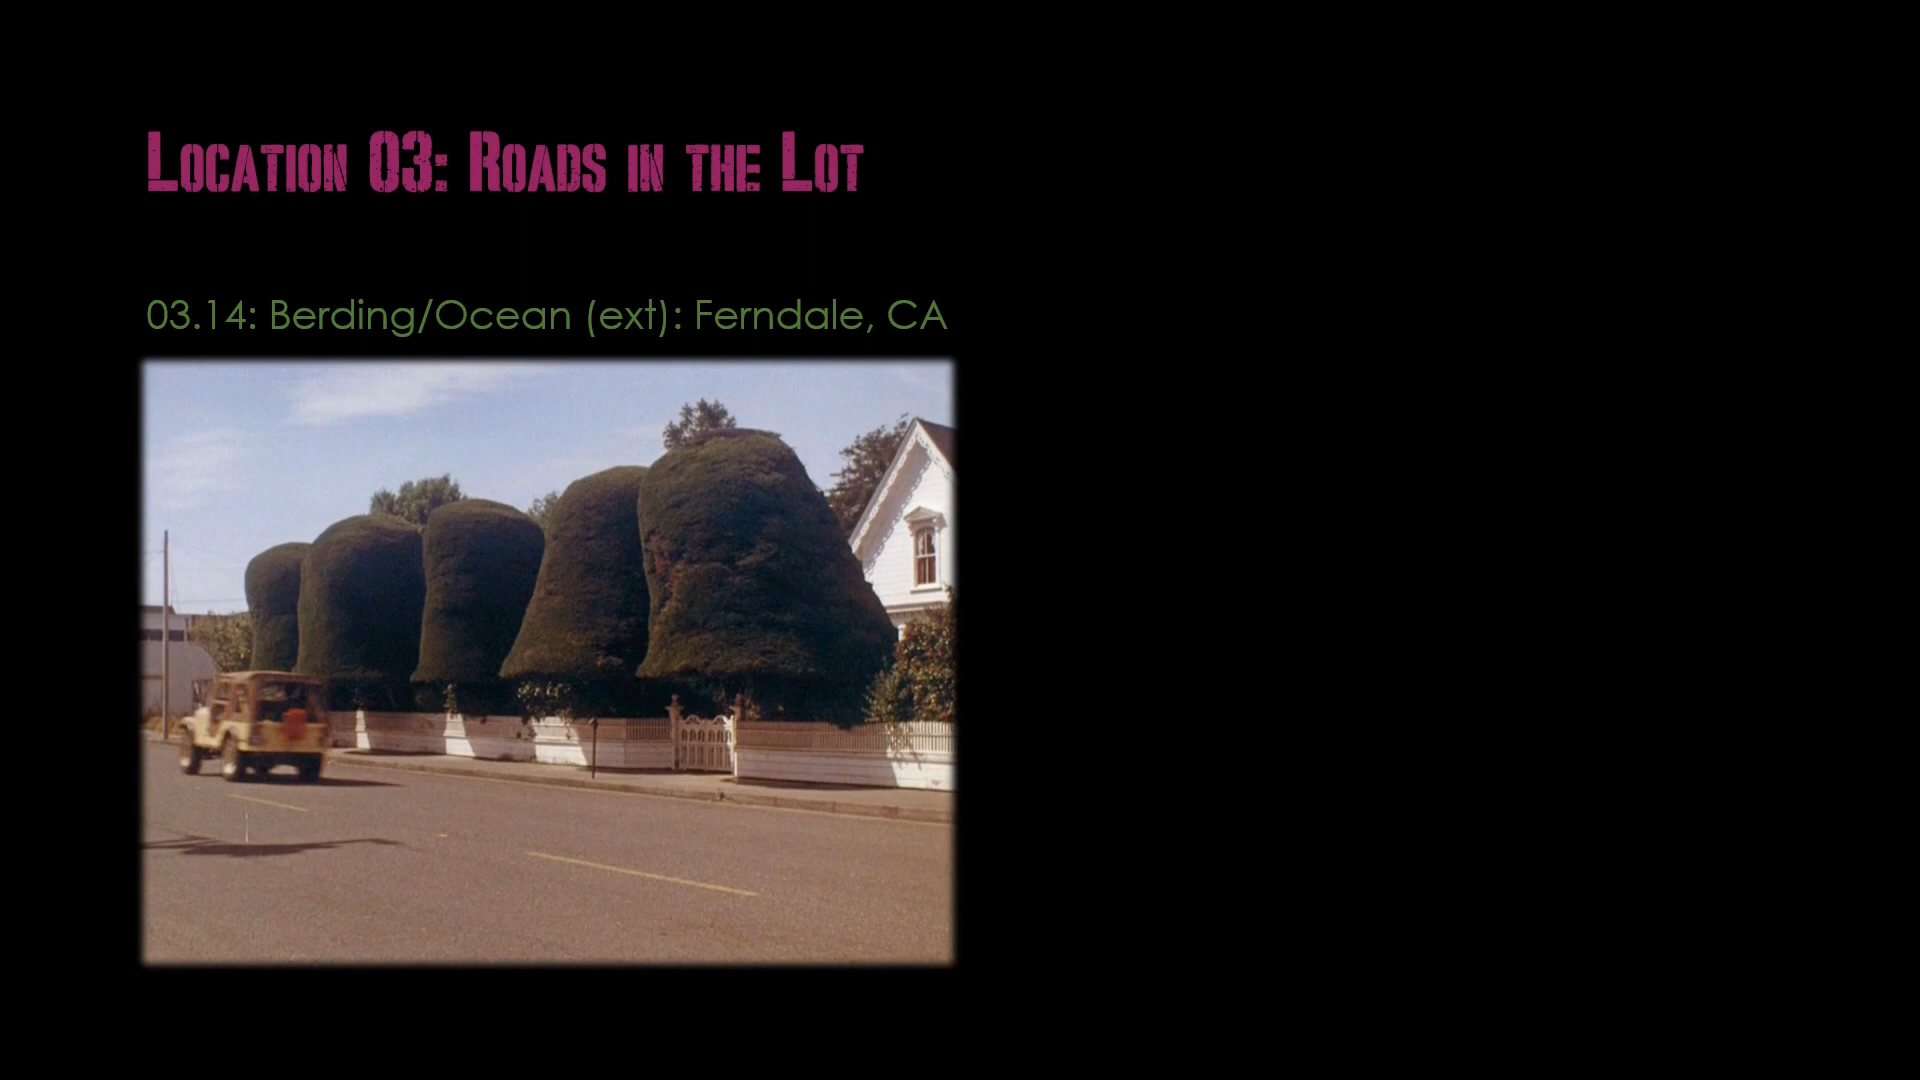 Location 03: Roads in the Lot
03.14: Berding/Ocean (ext): Ferndale, CA